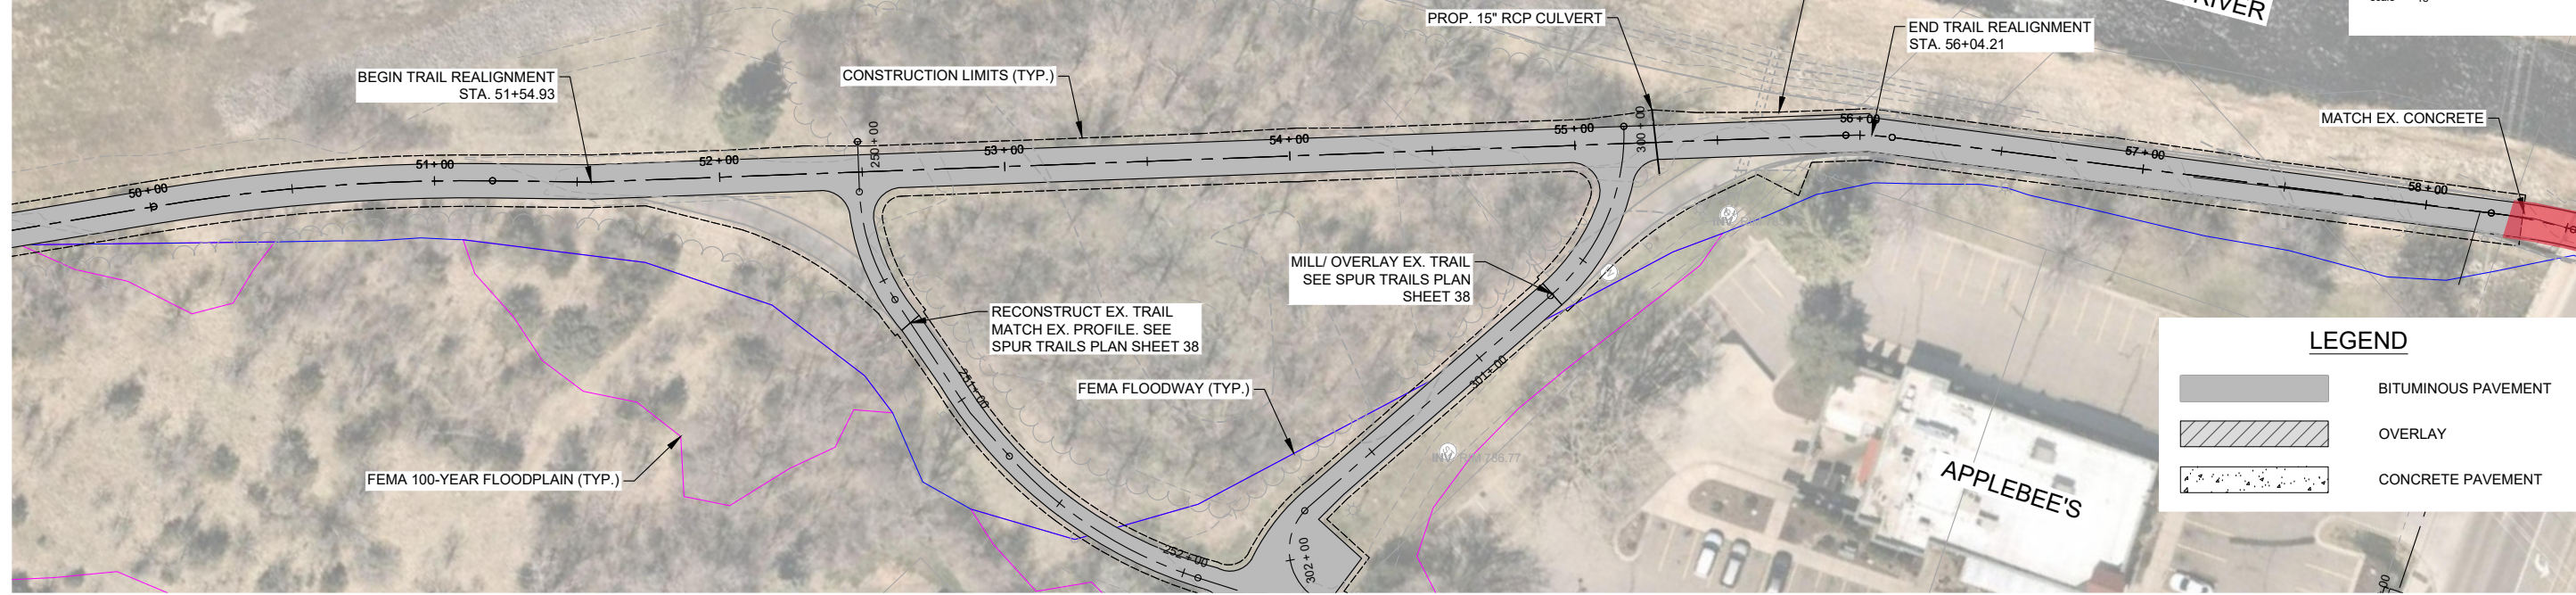 RIVER
PROP. 15" RCP CULVERT
END TRAIL REALIGNMENT
STA. 56+04.21
BEGIN TRAIL REALIGNMENT
STA. 51+54.93
CONSTRUCTION LIMITS (TYP.)
MATCH EX. CONCRETE
50+00
51+00
52+00
250+00
53+00
54+00
55+00
300+00
56+00
57+00
58+00
MILL/ OVERLAY EX. TRAIL
SEE SPUR TRAILS PLAN
SHEET 38
RECONSTRUCT EX. TRAIL
MATCH EX. PROFILE. SEE
SPUR TRAILS PLAN SHEET 38
251+00
301+00
FEMA FLOODWAY (TYP.)
FEMA 100-YEAR FLOODPLAIN (TYP.)
766.77
252+00
302+00
APPLEBEE'S
LEGEND
BITUMINOUS PAVEMENT
OVERLAY
CONCRETE PAVEMENT